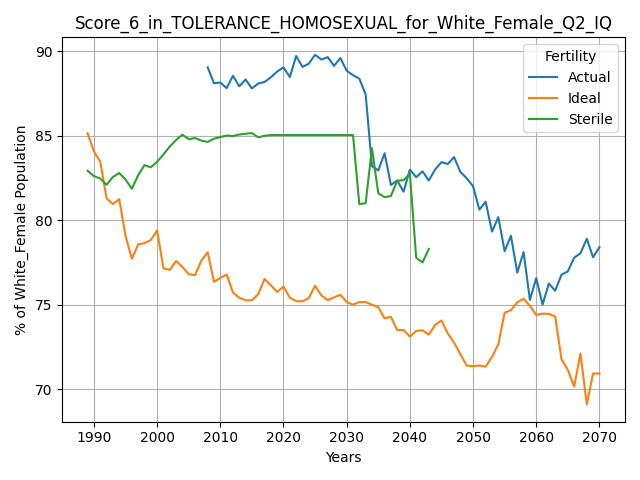 Score_6_in_TOLERANCE_HOMOSEXUAL_for_White_Female_Q2_IQ
Fertility
Actual
Ideal
Sterile
% of White_Female Population
90
85
80
75
70
1990 2000 2010 2020 2030 2040 2050 2060 2070
Years